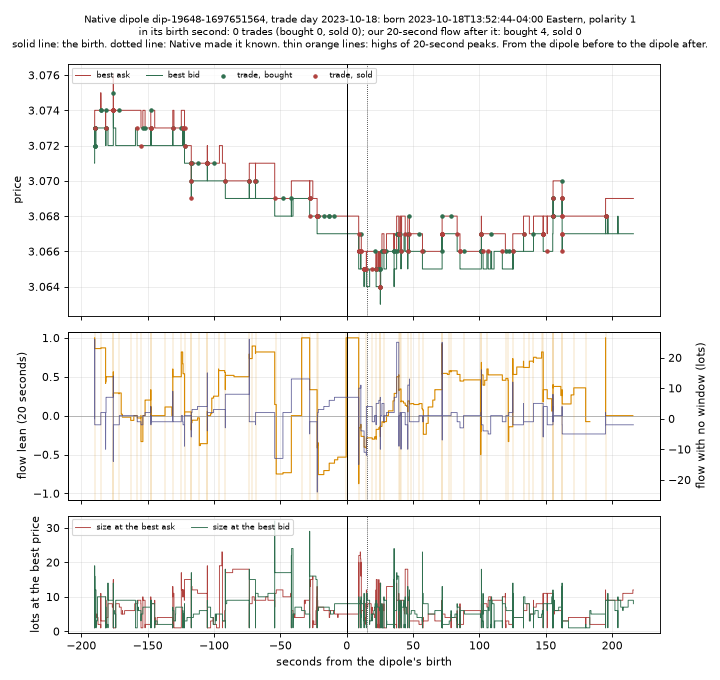 Native dipole dip-19648-1697651564, trade day 2023-10-18: born 2023-10-18T13:52:44-04:00 Eastern, polarity 1
in its birth second: 0 trades (bought 0, sold 0); our 20-second flow after it: bought 4, sold 0
solid line: the birth. dotted line: Native made it known. thin orange lines: highs of 20-second peaks. From the dipole before to the dipole after.
best ask best bid trade, bought trade, sold
3.076
3.074
3.072
3.070
3.068
3.066
3.064
price
1.0
0.5
0.0
−0.5
−1.0
flow lean (20 seconds)
20
10
0
−10
−20
flow with no window (lots)
size at the best ask size at the best bid
30
20
10
0
lots at the best price
−200 −150 −100 −50 0 50 100 150 200
seconds from the dipole's birth